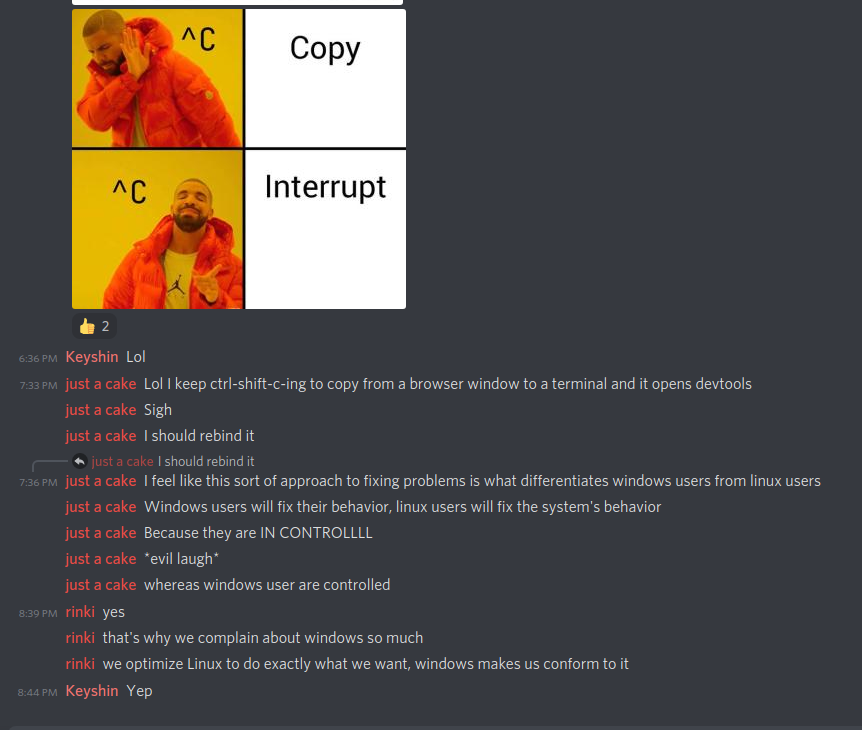 ^C
Copy
^C
Interrupt
👍 2
6:36 PM Keyshin Lol
7:33 PM just a cake Lol I keep ctrl-shift-c-ing to copy from a browser window to a terminal and it opens devtools
just a cake Sigh
just a cake I should rebind it
just a cake I should rebind it
7:36 PM just a cake I feel like this sort of approach to fixing problems is what differentiates windows users from linux users
just a cake Windows users will fix their behavior, linux users will fix the system's behavior
just a cake Because they are IN CONTROLLLL
just a cake *evil laugh*
just a cake whereas windows user are controlled
8:39 PM rinki yes
rinki that's why we complain about windows so much
rinki we optimize Linux to do exactly what we want, windows makes us conform to it
8:44 PM Keyshin Yep